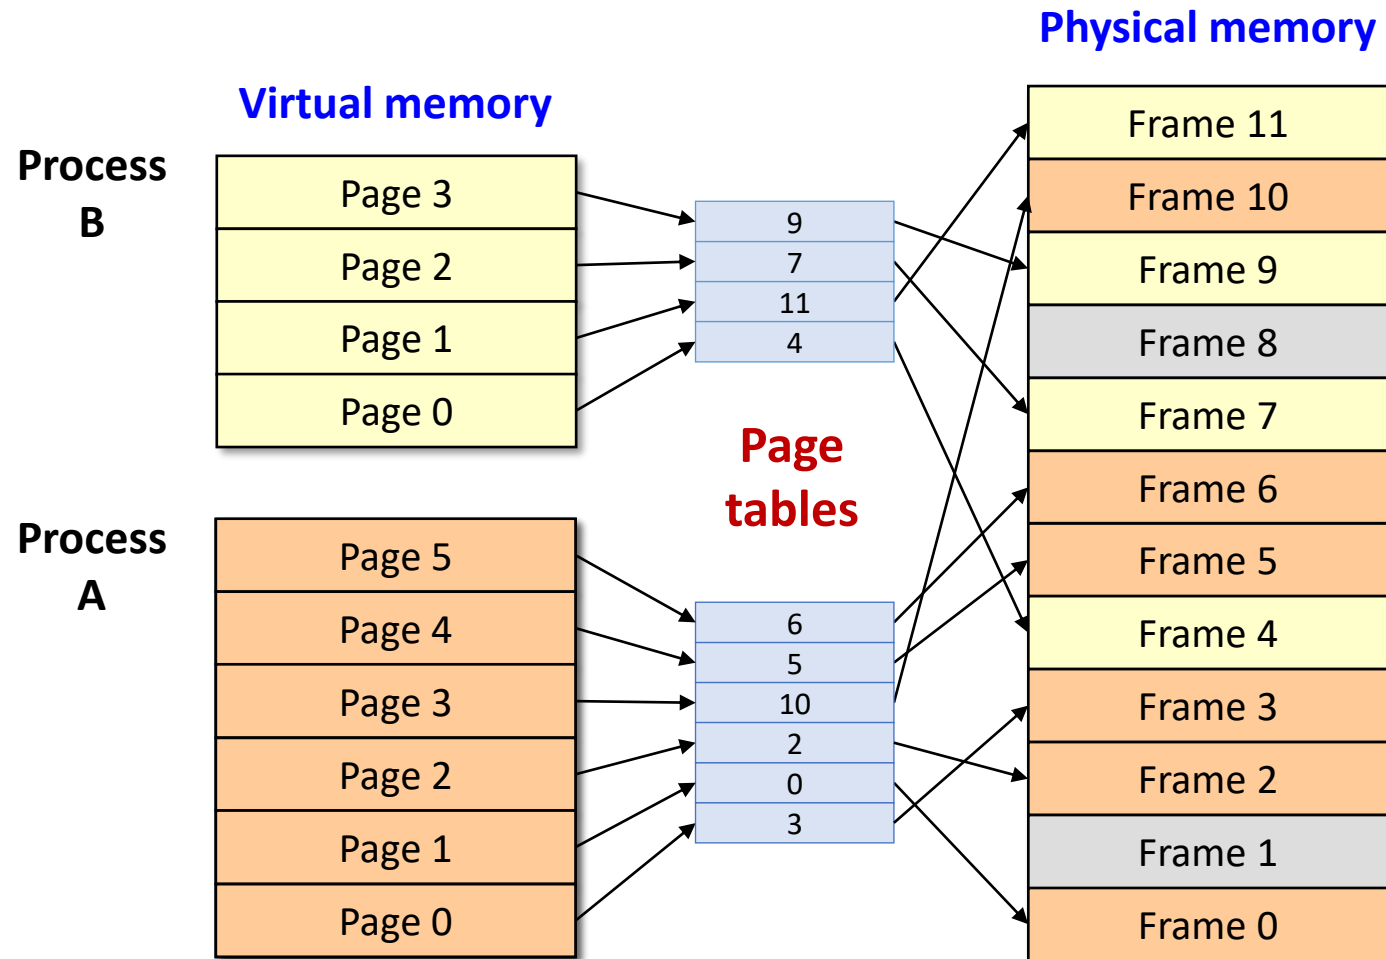 Physical memory
Virtual memory
Process
B
Page 3
Page 2
Page 1
Page 0
9
7
11
4
Page
tables
Process
A
Page 5
Page 4
Page 3
Page 2
Page 1
Page 0
6
5
10
2
0
3
Frame 11
Frame 10
Frame 9
Frame 8
Frame 7
Frame 6
Frame 5
Frame 4
Frame 3
Frame 2
Frame 1
Frame 0